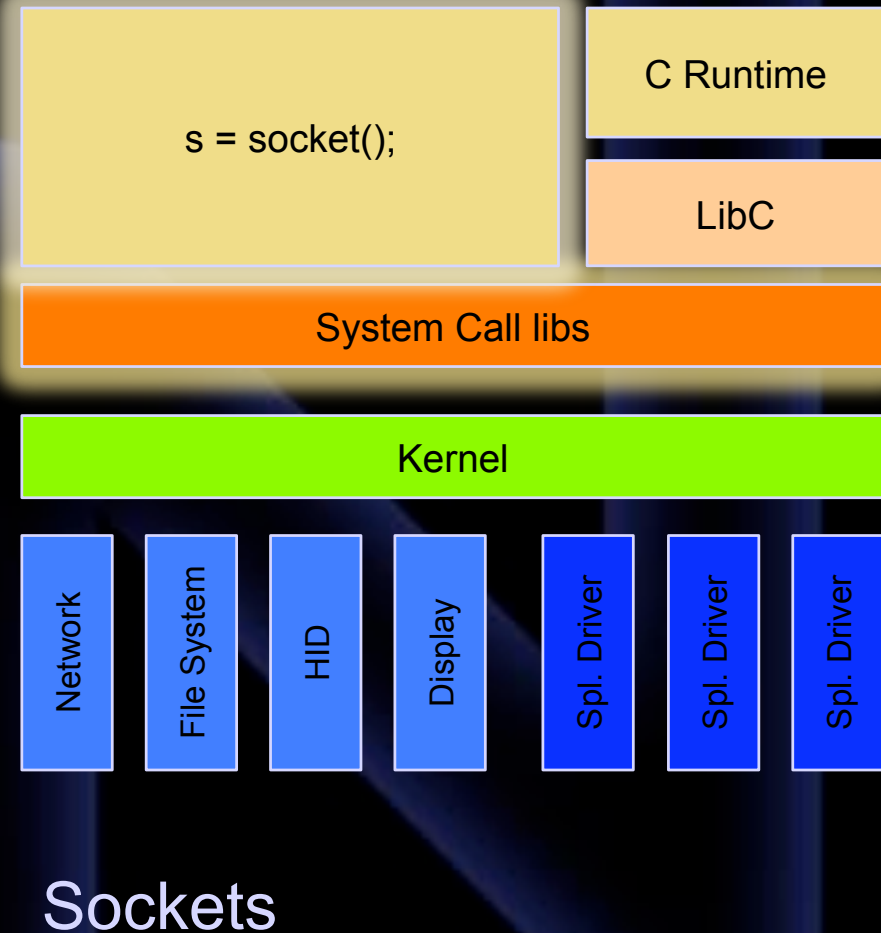 s = socket();
C Runtime
LibC
System Call libs
Kernel
Network
File System
HID
Display
Spl. Driver
Spl. Driver
Spl. Driver
Sockets